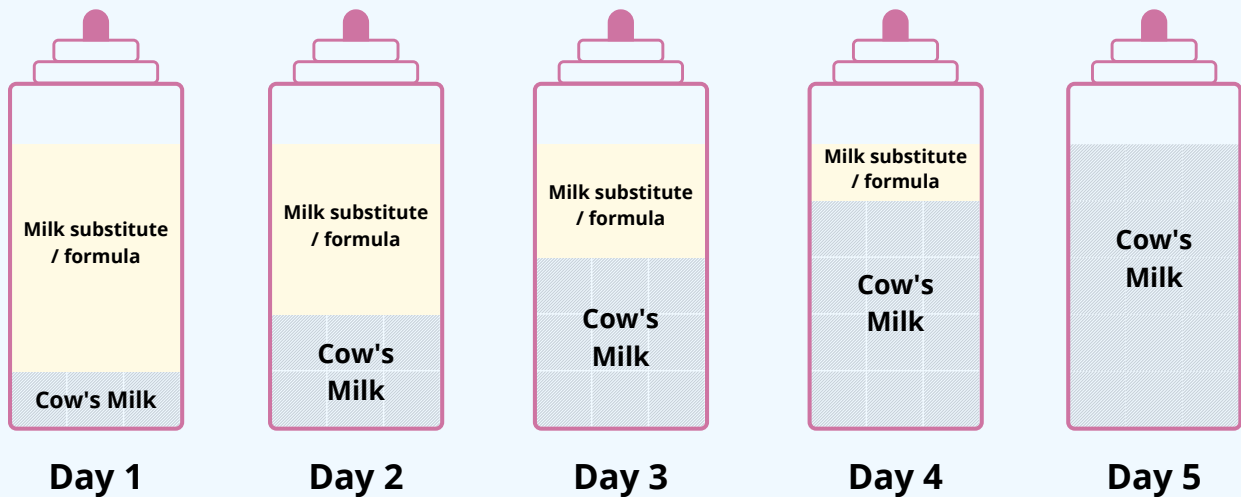 Milk substitute
/ formula
Cow's Milk
Day 1
Milk substitute
/ formula
Cow's
Milk
Day 2
Milk substitute
/ formula
Cow's
Milk
Day 3
Milk substitute
/ formula
Cow's
Milk
Day 4
Cow's
Milk
Day 5